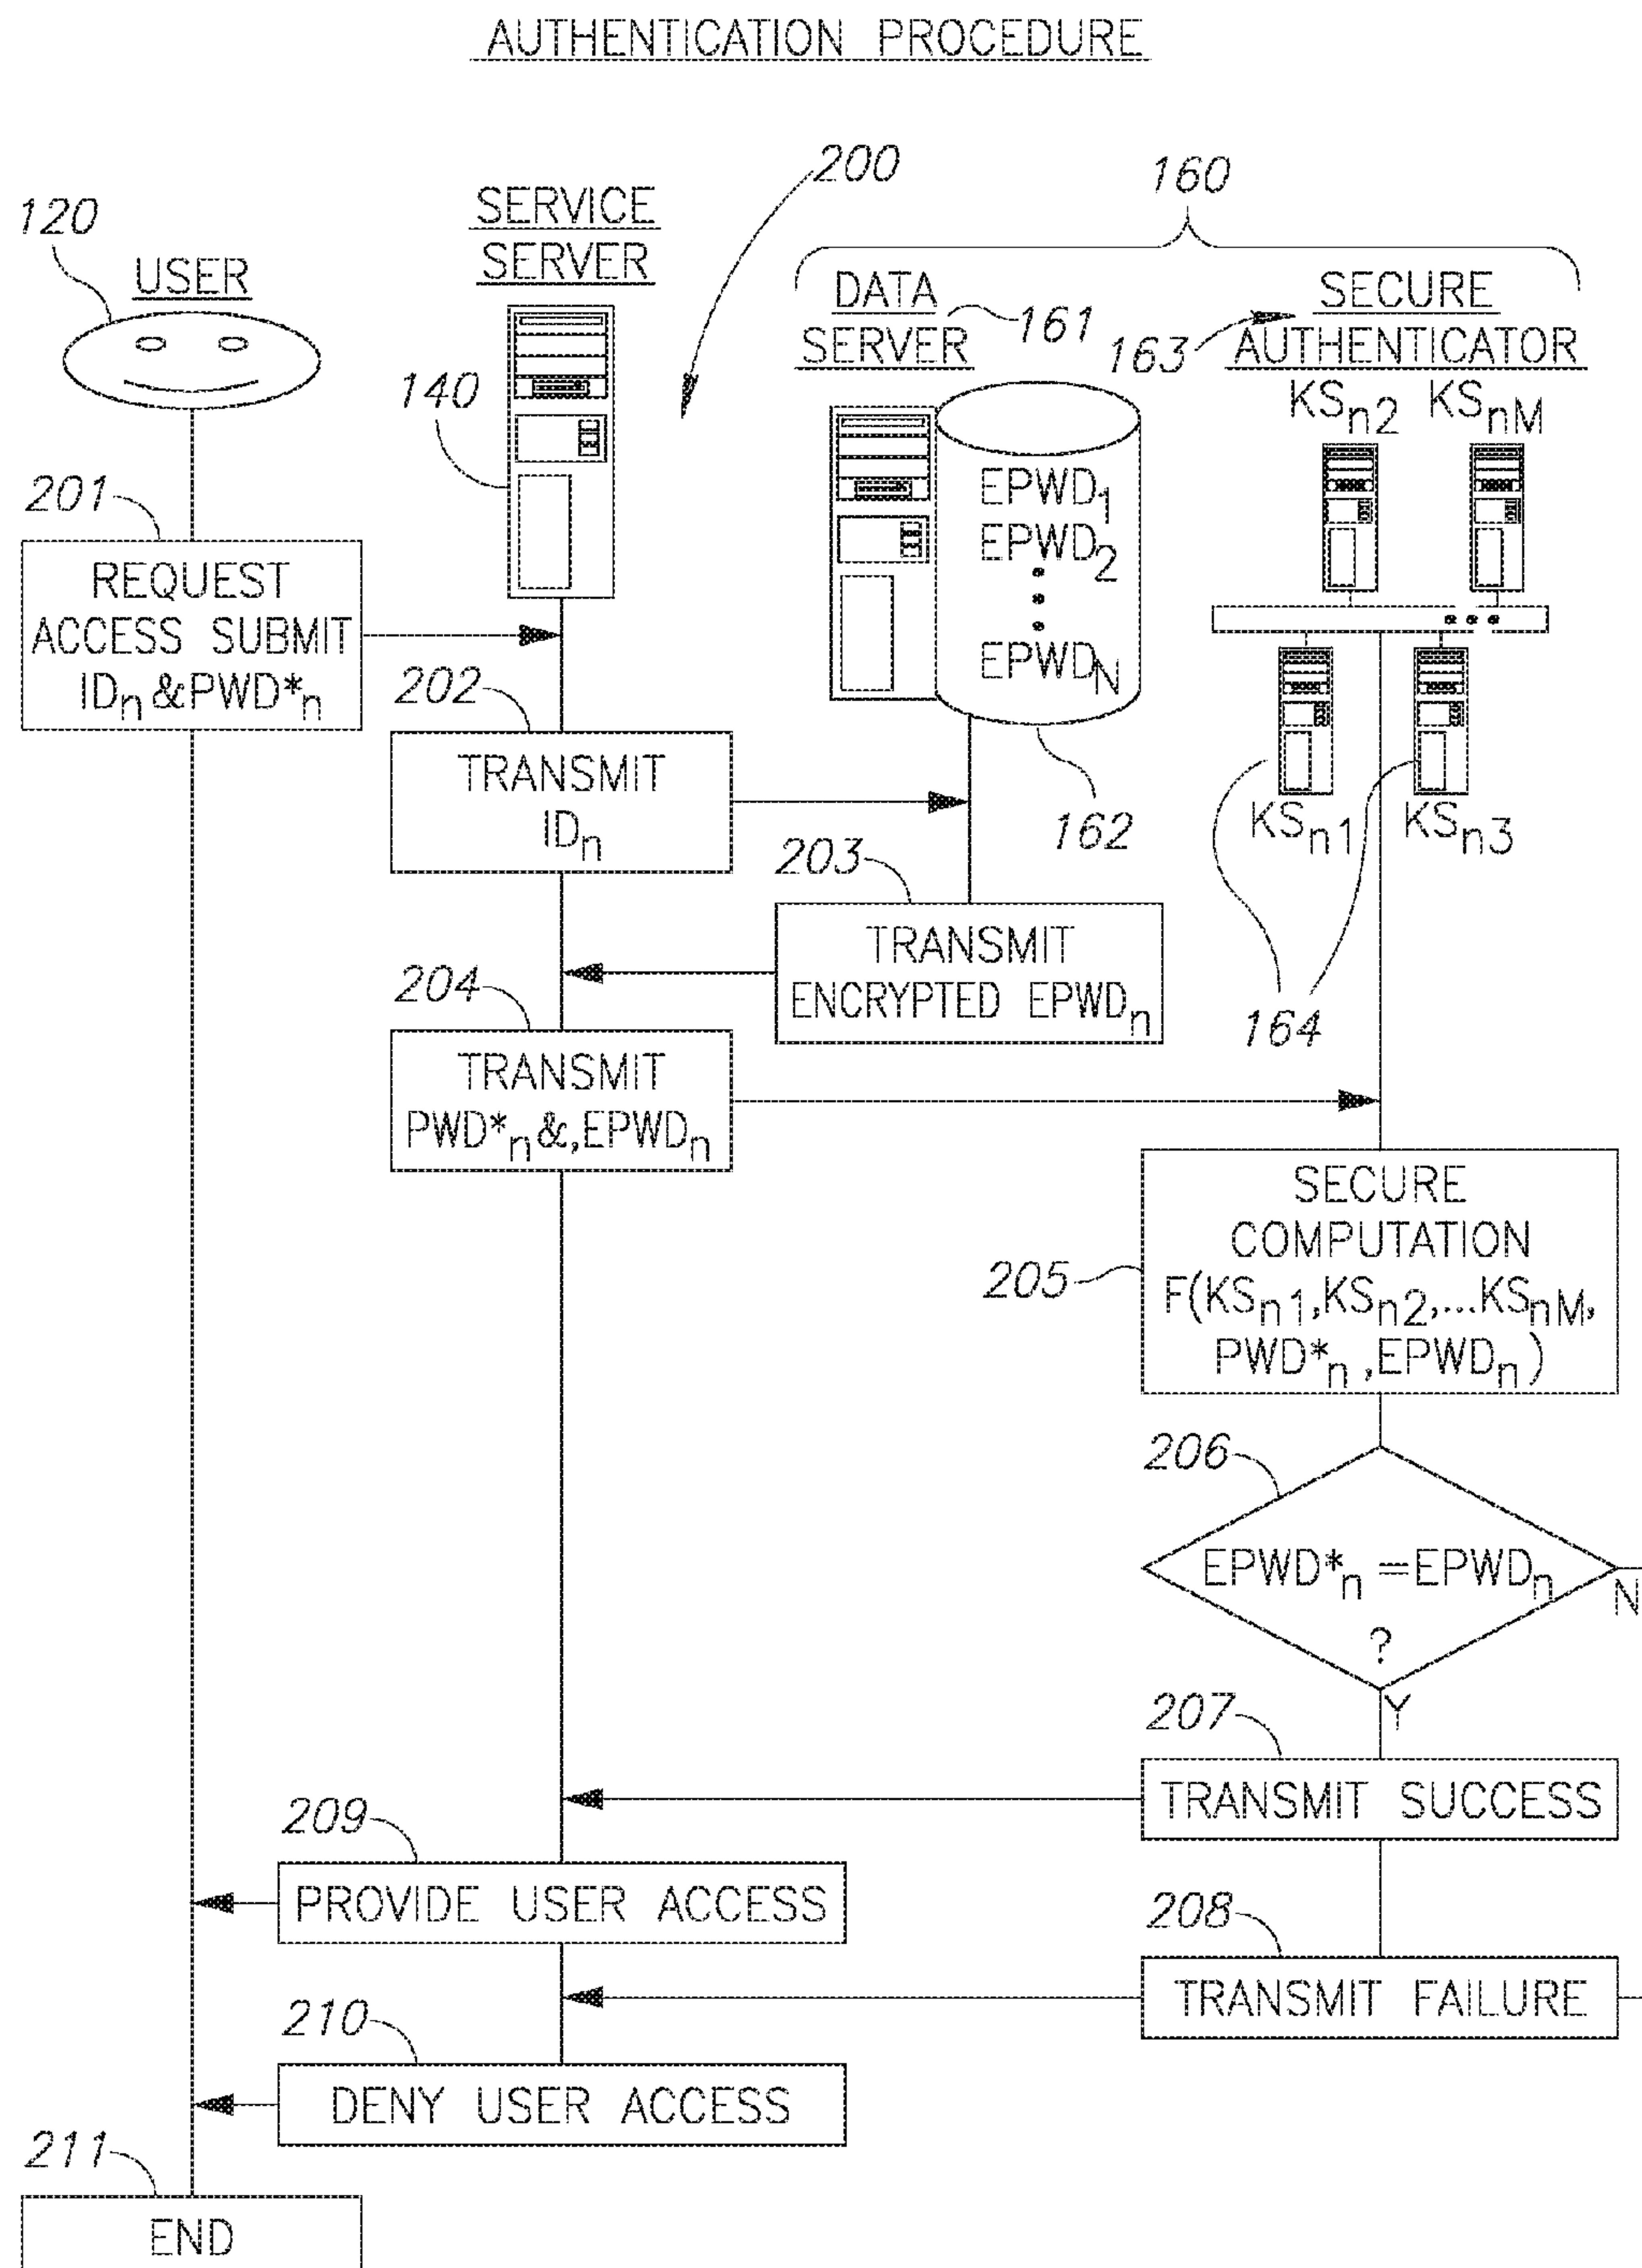 AUTHENTICATION PROCEDURE
200
160
120
USER
SERVICE
SERVER
DATA
SERVER
161
163
SECURE
AUTHENTICATOR
140
KSn2
KSnM
EPWD1
EPWD2
EPWDN
201
REQUEST
ACCESS SUBMIT
IDn&PWD*n
202
TRANSMIT
IDn
162
KSn1
KSn3
203
TRANSMIT
ENCRYPTED EPWDn
164
204
TRANSMIT
PWD*n&,EPWDn
205
SECURE
COMPUTATION
F(KSn1,KSn2,...KSnM,
PWD*n,EPWDn)
206
EPWD*n=EPWDn
?
N
Y
207
TRANSMIT SUCCESS
209
PROVIDE USER ACCESS
208
TRANSMIT FAILURE
210
DENY USER ACCESS
211
END